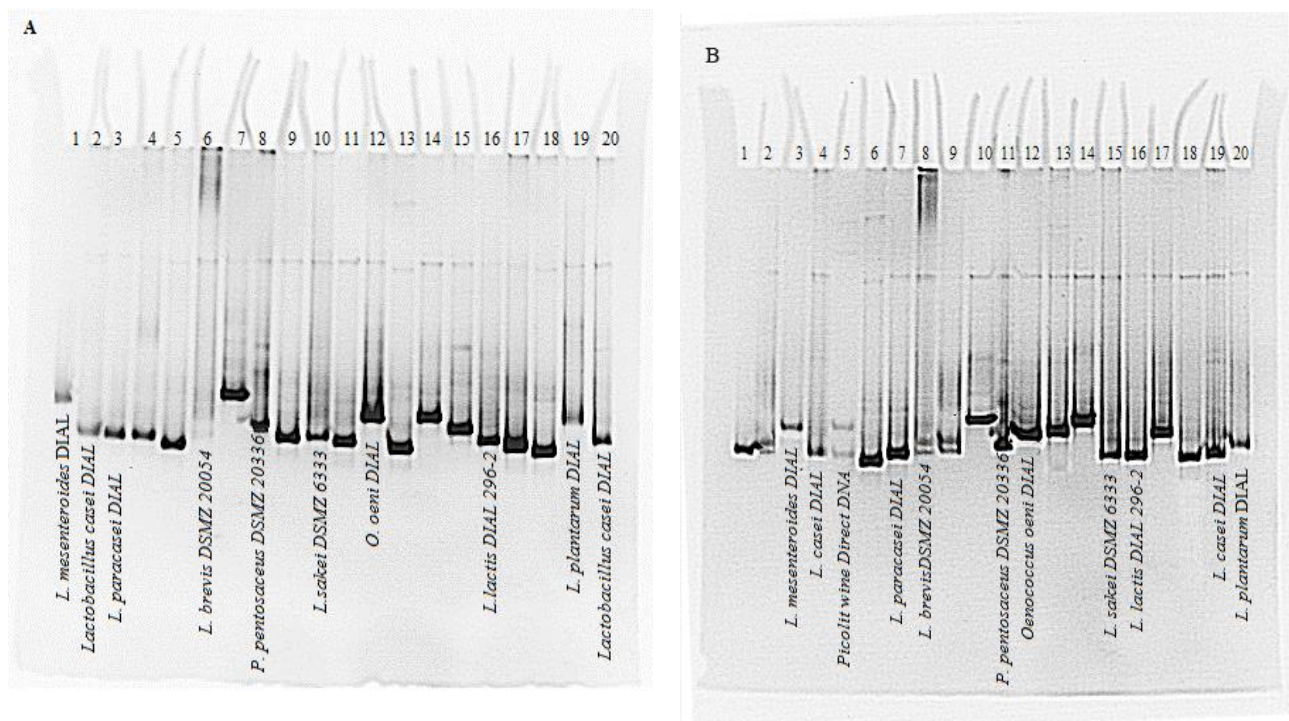 A
1 2 3 4 5 6 7 8 9 10 11 12 13 14 15 16 17 18 19 20
L. mesenteroides DIAL
Lactobacillus casei DIAL
L. paracasei DIAL
L. brevis DSMZ 20054
P. pentosaceus DSMZ 20336
L.sakei DSMZ 6333
O. oeni DIAL
L.lactis DIAL 296-2
L. plantarum DIAL
Lactobacillus casei DIAL
B
1 2 3 4 5 6 7 8 9 10 11 12 13 14 15 16 17 18 19 20
L. mesenteroides DIAL
L. casei DIAL
Picolit wine Direct DNA
L. paracasei DIAL
L. brevisDSMZ 20054
P. pentosaceus DSMZ 20336
Oenococcus oeni DIAL
L. sakei DSMZ 6333
L. lactis DIAL 296-2
L. casei DIAL
L. plantarum DIAL